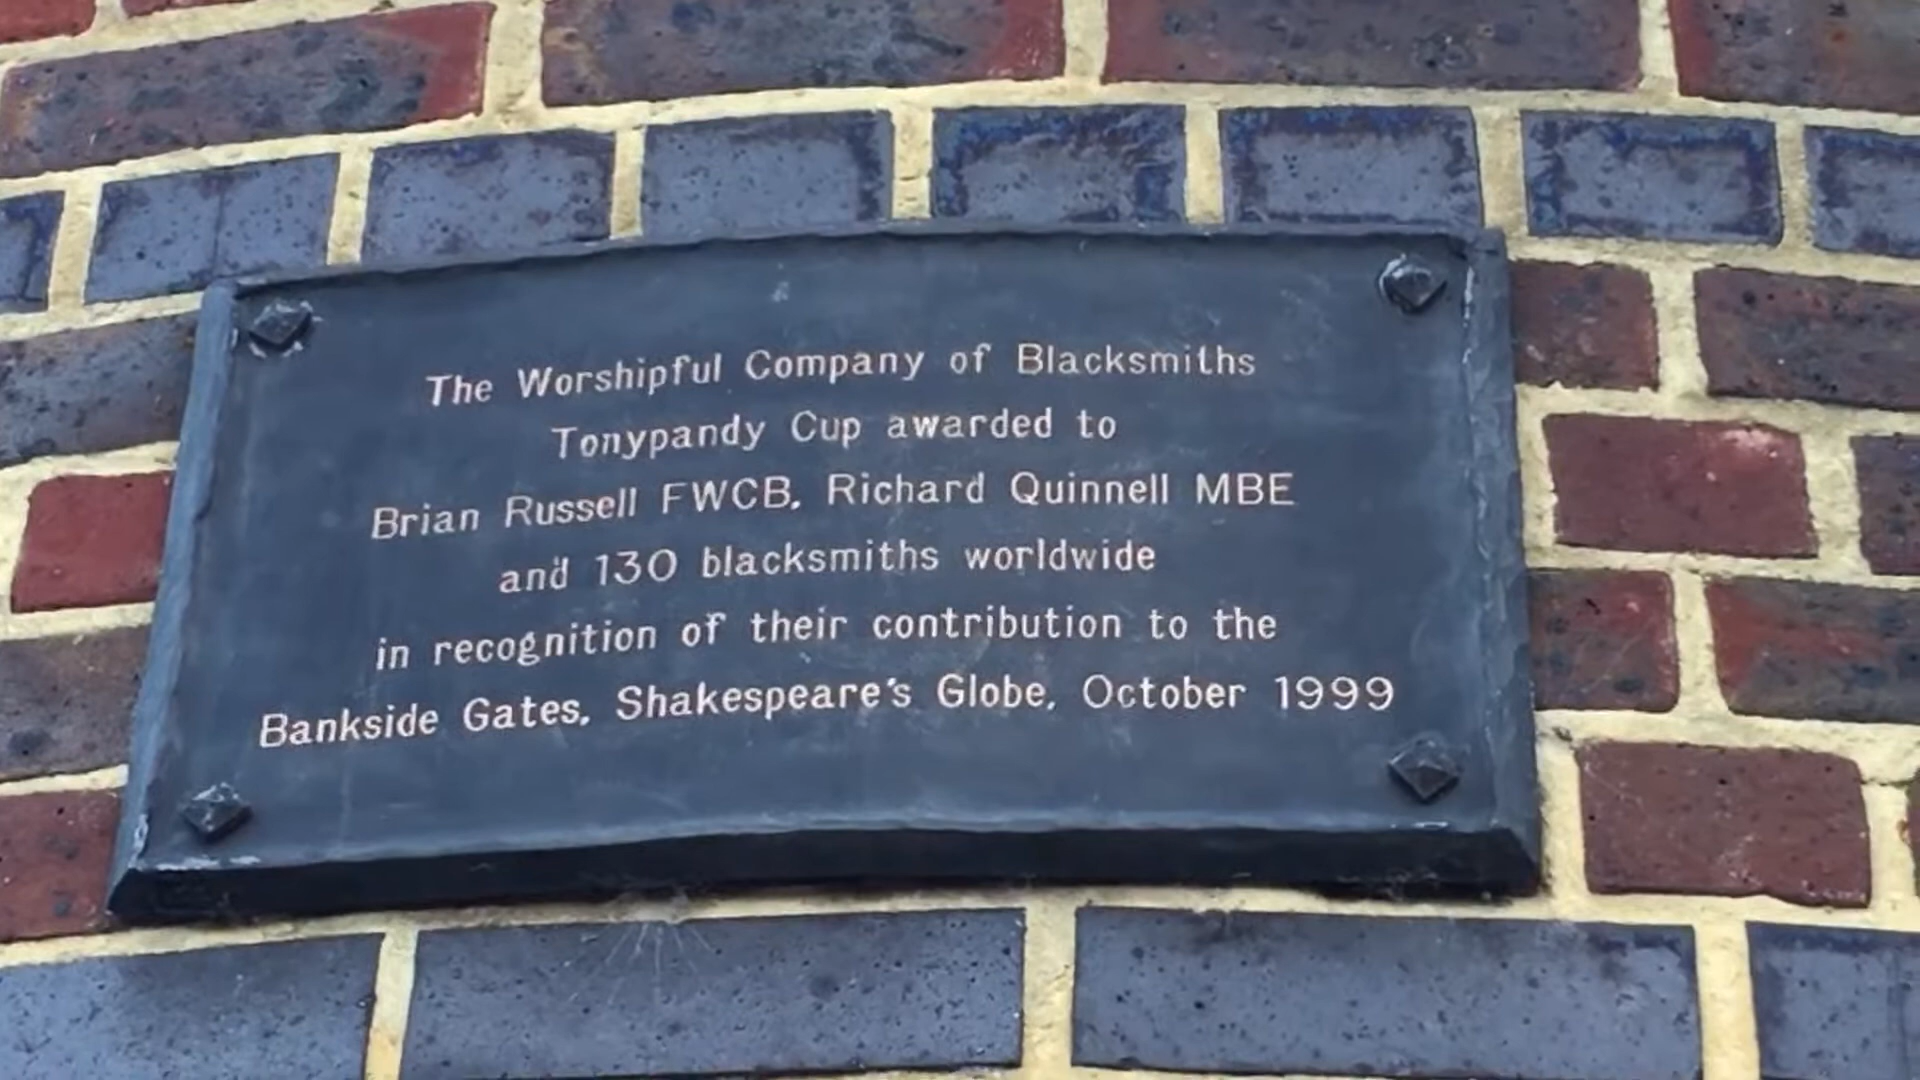 The Worshipful Company of Blacksmiths
Tonypandy Cup awarded to
Brian Russell FWCB, Richard Quinnell MBE
and 130 blacksmiths worldwide
in recognition of their contribution to the
Bankside Gates, Shakespeare's Globe, October 1999